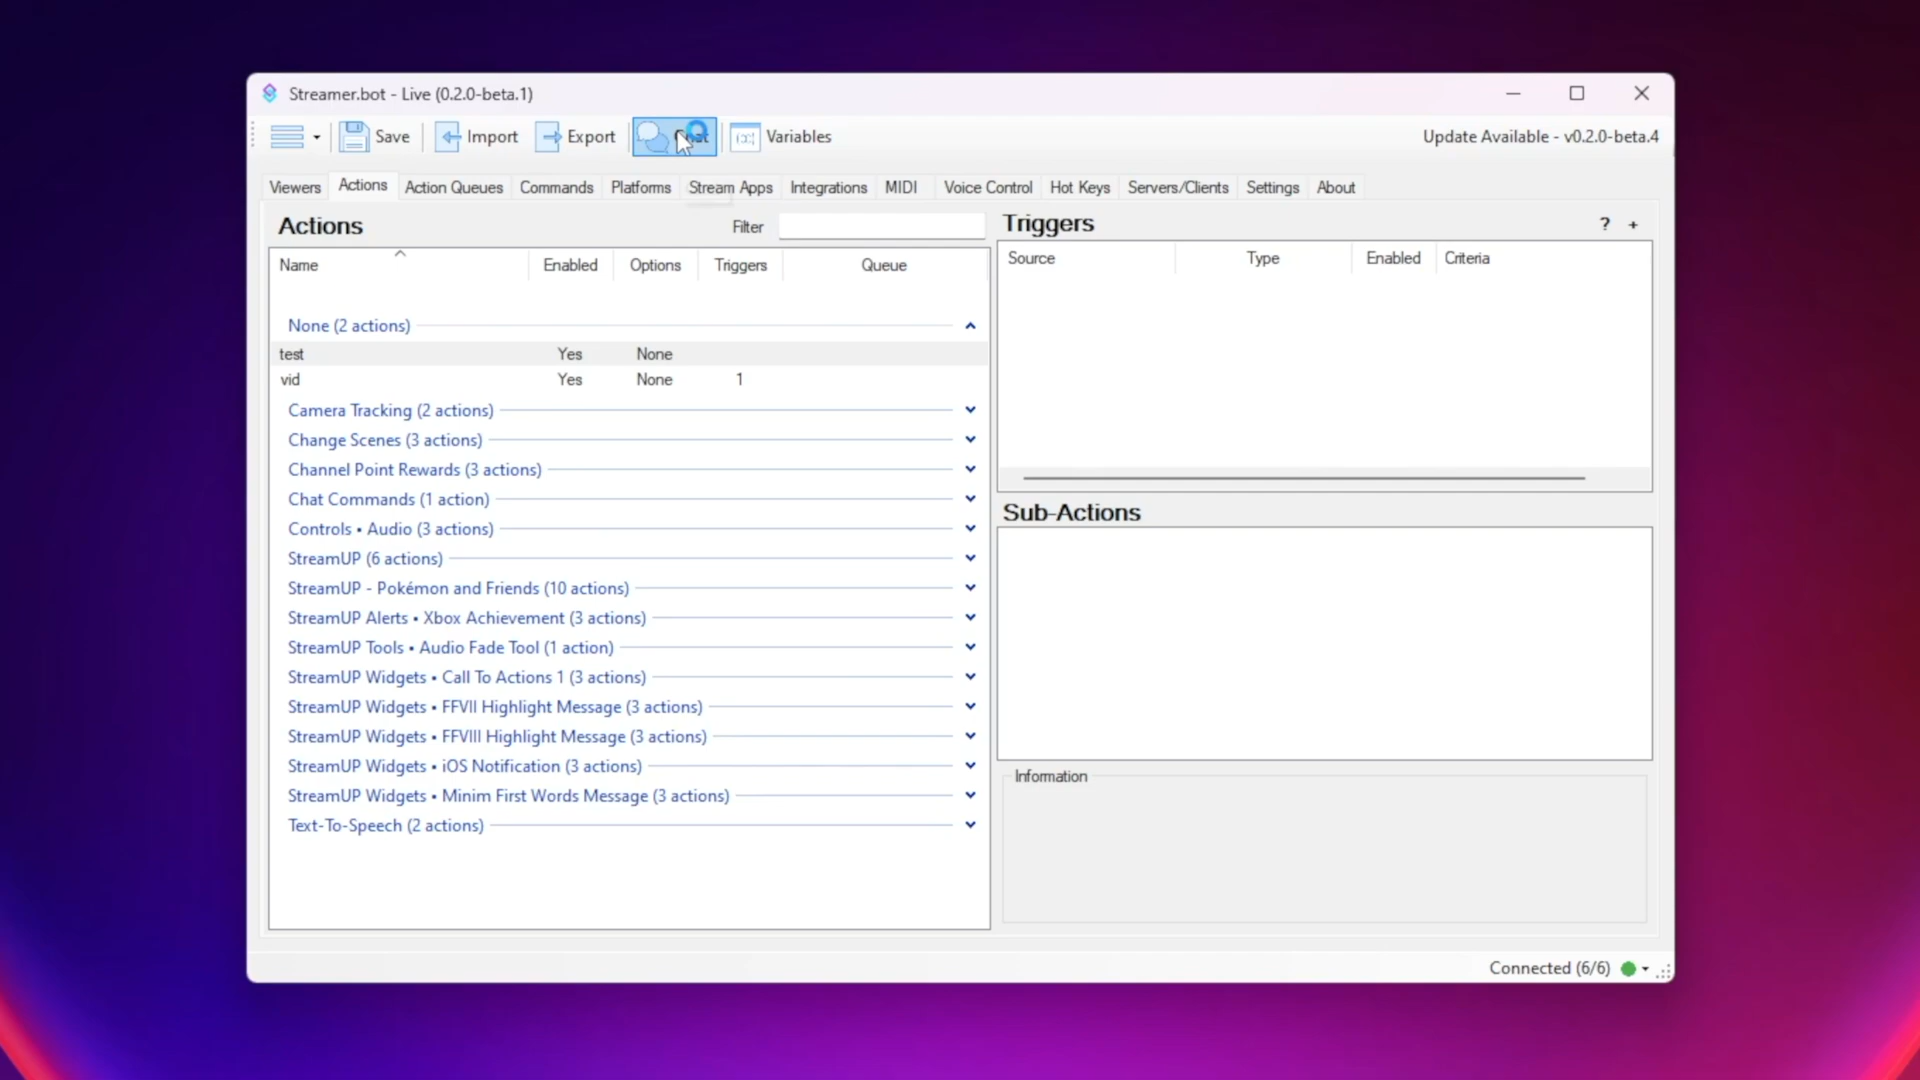 Streamer.bot - Live (0.2.0-beta.1)
Save Import Export Variables Update Available - v0.2.0-beta.4
Viewers Actions Action Queues Commands Platforms Stream Apps Integrations MIDI Voice Control Hot Keys Servers/Clients Settings About
Actions Filter
Name Enabled Options Triggers Queue
None (2 actions)
test Yes None
vid Yes None 1
Camera Tracking (2 actions)
Change Scenes (3 actions)
Channel Point Rewards (3 actions)
Chat Commands (1 action)
Controls • Audio (3 actions)
StreamUP (6 actions)
StreamUP - Pokémon and Friends (10 actions)
StreamUP Alerts • Xbox Achievement (3 actions)
StreamUP Tools • Audio Fade Tool (1 action)
StreamUP Widgets • Call To Actions 1 (3 actions)
StreamUP Widgets • FFVII Highlight Message (3 actions)
StreamUP Widgets • FFVIII Highlight Message (3 actions)
StreamUP Widgets • iOS Notification (3 actions)
StreamUP Widgets • Minim First Words Message (3 actions)
Text-To-Speech (2 actions)
Triggers ? +
Source Type Enabled Criteria
Sub-Actions
Information
Connected (6/6)